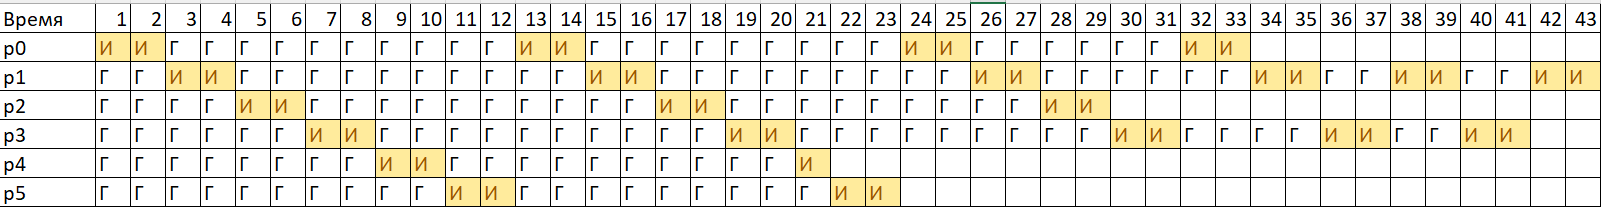 Время 1 2 3 4 5 6 7 8 9 10 11 12 13 14 15 16 17 18 19 20 21 22 23 24 25 26 27 28 29 30 31 32 33 34 35 36 37 38 39 40 41 42 43
p0 И И Г Г Г Г Г Г Г Г Г Г И И Г Г Г Г Г Г Г Г Г И И Г Г Г Г Г Г И И
p1 Г Г И И Г Г Г Г Г Г Г Г Г Г И И Г Г Г Г Г Г Г Г Г И И Г Г Г Г Г Г И И Г Г И И Г Г И И
p2 Г Г Г Г И И Г Г Г Г Г Г Г Г Г Г И И Г Г Г Г Г Г Г Г Г И И
p3 Г Г Г Г Г Г И И Г Г Г Г Г Г Г Г Г Г И И Г Г Г Г Г Г Г Г Г И И Г Г Г Г И И Г Г И И
p4 Г Г Г Г Г Г Г Г И И Г Г Г Г Г Г Г Г Г Г И
p5 Г Г Г Г Г Г Г Г Г Г И И Г Г Г Г Г Г Г Г Г И И